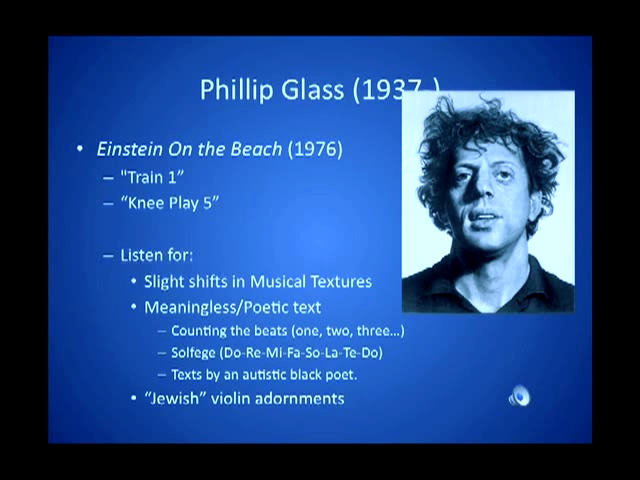 Phillip Glass (1937-)
• Einstein On the Beach (1976)
– "Train 1”
– “Knee Play 5”
– Listen for:
• Slight shifts in Musical Textures
• Meaningless/Poetic text
– Counting the beats (one, two, three...)
– Solfege (Do-Re-Mi-Fa-So-La-Te-Do)
– Texts by an autistic black poet.
• “Jewish” violin adornments